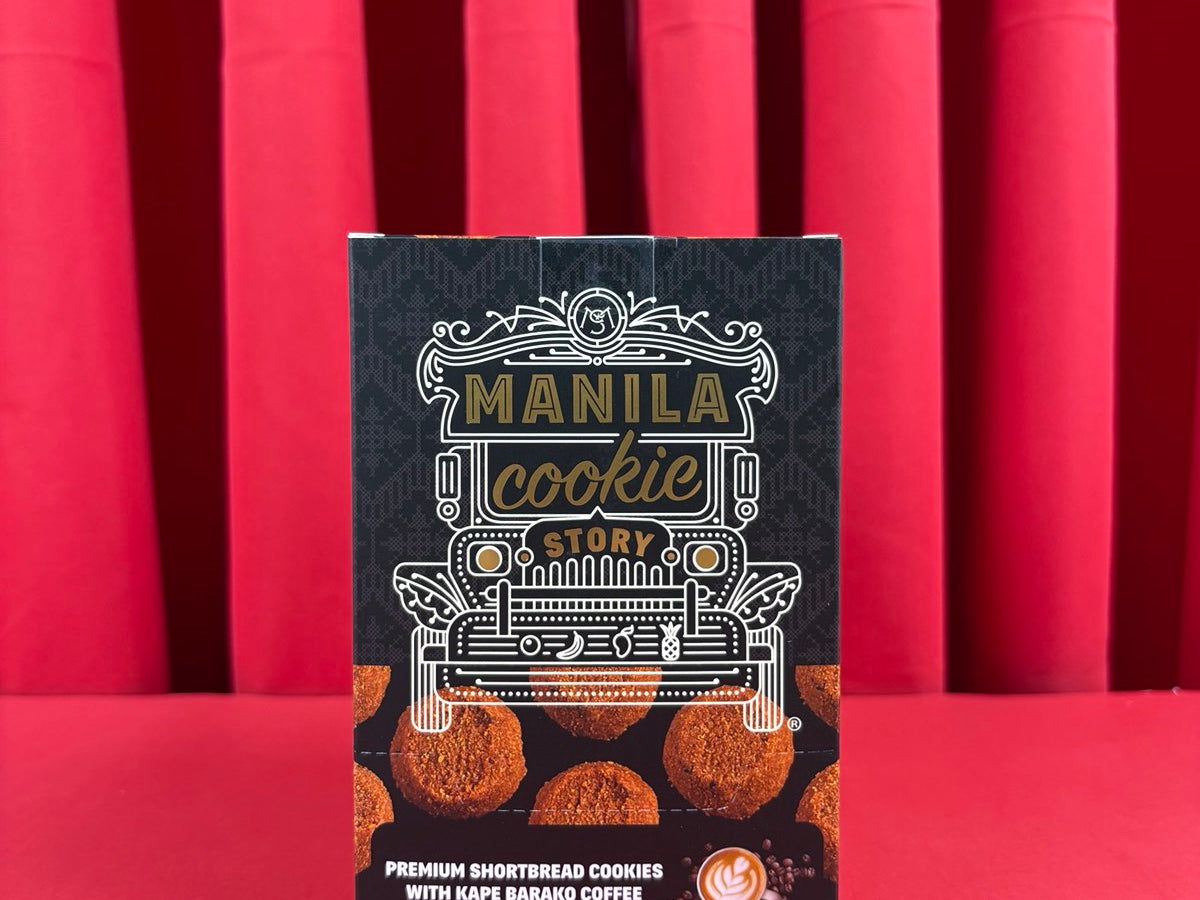 MANILA
cookie
STORY
®
PREMIUM SHORTBREAD COOKIES
WITH KAPE BARAKO COFFEE